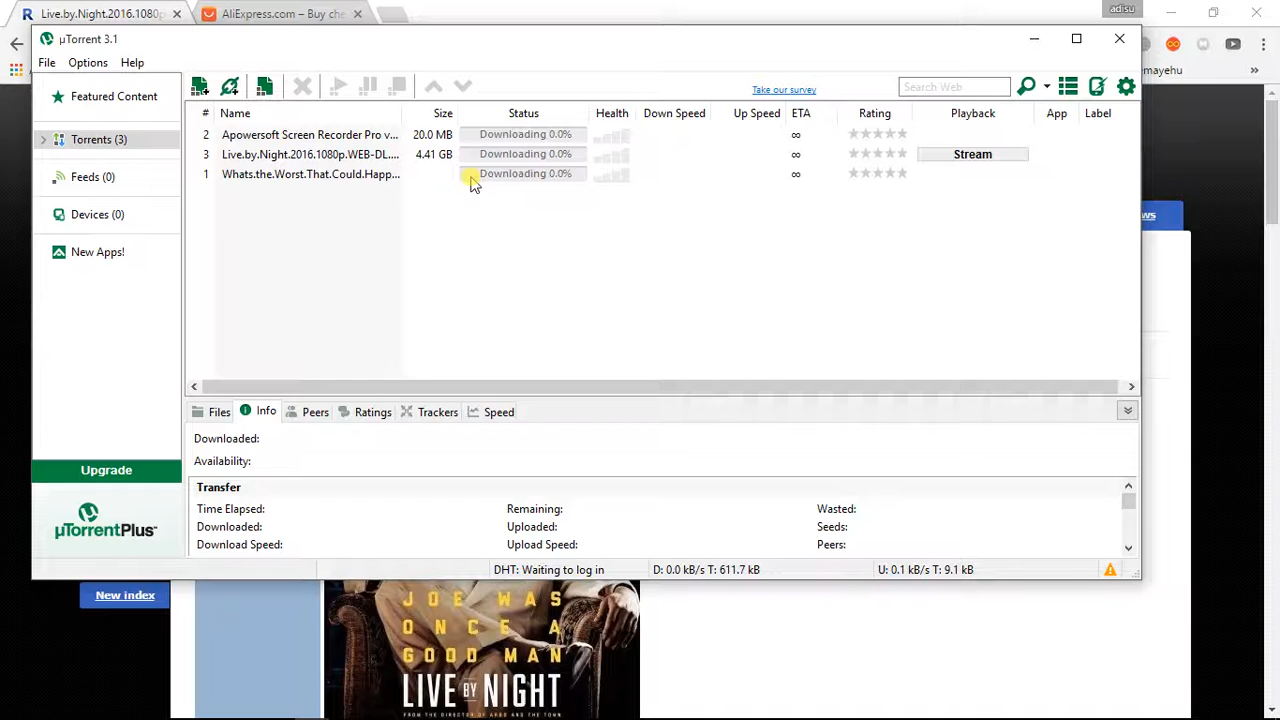 Live.by.Night.2016.1080p
AliExpress.com – Buy che
adisu
µTorrent 3.1
emayehu
»
File Options Help
Featured Content
Take our survey
Search Web
# Name Size Status Health Down Speed Up Speed ETA Rating Playback App Label
2 Apowersoft Screen Recorder Pro v... 20.0 MB Downloading 0.0% ∞
Torrents (3)
3 Live.by.Night.2016.1080p.WEB-DL.... 4.41 GB Downloading 0.0% ∞ Stream
1 Whats.the.Worst.That.Could.Happ... Downloading 0.0% ∞
Feeds (0)
Devices (0)
ws
New Apps!
Files Info Peers Ratings Trackers Speed
Downloaded:
Availability:
Upgrade
Transfer
Time Elapsed: Remaining: Wasted:
Downloaded: Uploaded: Seeds:
µTorrentPlus
Download Speed: Upload Speed: Peers:
DHT: Waiting to log in D: 0.0 kB/s T: 611.7 kB U: 0.1 kB/s T: 9.1 kB
New index
JOE WAS
ONCE A
GOOD MAN
LIVE BY NIGHT